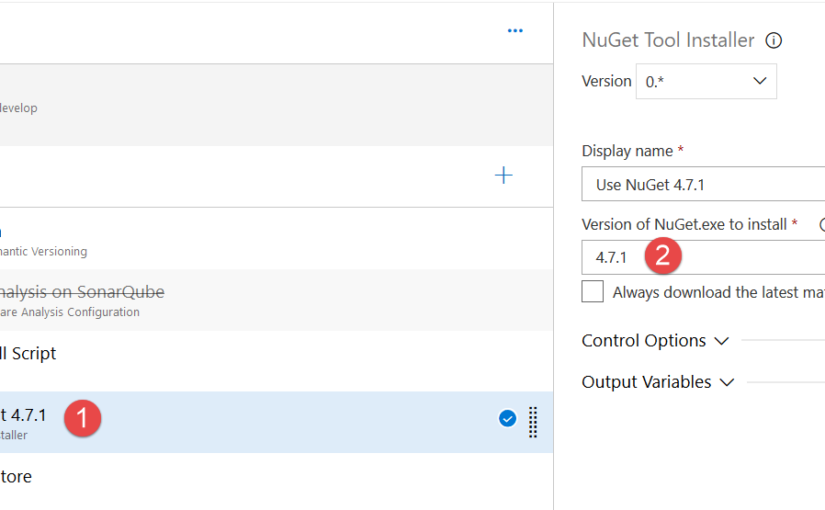 develop
mantic Versioning
nalysis on SonarQube
are Analysis Configuration
ll Script
t 4.7.1
1
taller
tore
NuGet Tool Installer
Version 0.*
Display name *
Use NuGet 4.7.1
Version of NuGet.exe to install *
4.7.1
2
Always download the latest mat
Control Options
Output Variables